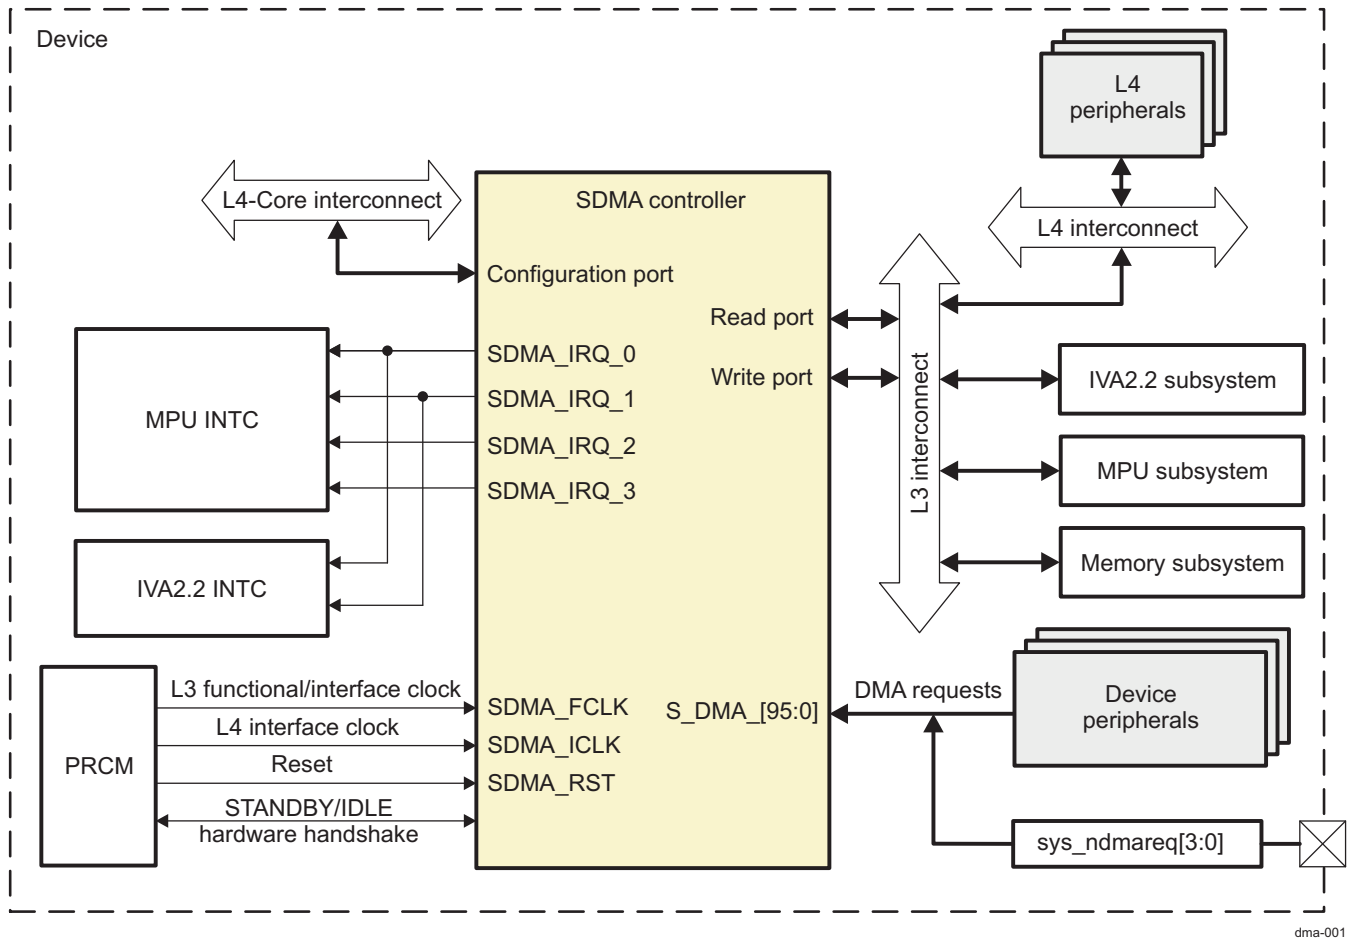 Device
L4
peripherals
L4-Core interconnect
SDMA controller
L4 interconnect
Configuration port
Read port
Write port
L3 interconnect
SDMA_IRQ_0
SDMA_IRQ_1
SDMA_IRQ_2
SDMA_IRQ_3
MPU INTC
IVA2.2 INTC
IVA2.2 subsystem
MPU subsystem
Memory subsystem
PRCM
L3 functional/interface clock
L4 interface clock
Reset
STANDBY/IDLE
hardware handshake
SDMA_FCLK
SDMA_ICLK
SDMA_RST
S_DMA_[95:0]
DMA requests
Device
peripherals
sys_ndmareq[3:0]
dma-001